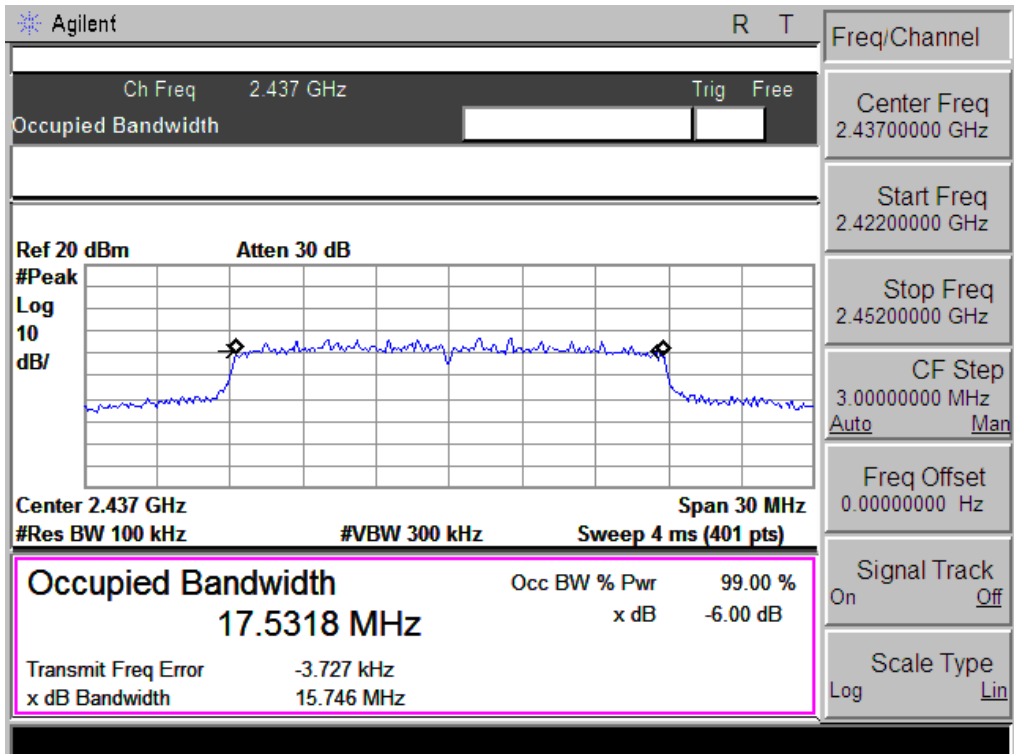 Agilent R T
Ch Freq 2.437 GHz Trig Free
Occupied Bandwidth
Ref 20 dBm Atten 30 dB
#Peak
Log
10
dB/
Center 2.437 GHz Span 30 MHz
#Res BW 100 kHz #VBW 300 kHz Sweep 4 ms (401 pts)
Occupied Bandwidth Occ BW % Pwr 99.00 %
17.5318 MHz x dB -6.00 dB
Transmit Freq Error -3.727 kHz
x dB Bandwidth 15.746 MHz
Freq/Channel
Center Freq
2.43700000 GHz
Start Freq
2.42200000 GHz
Stop Freq
2.45200000 GHz
CF Step
3.00000000 MHz
Auto Man
Freq Offset
0.00000000 Hz
Signal Track
On Off
Scale Type
Log Lin